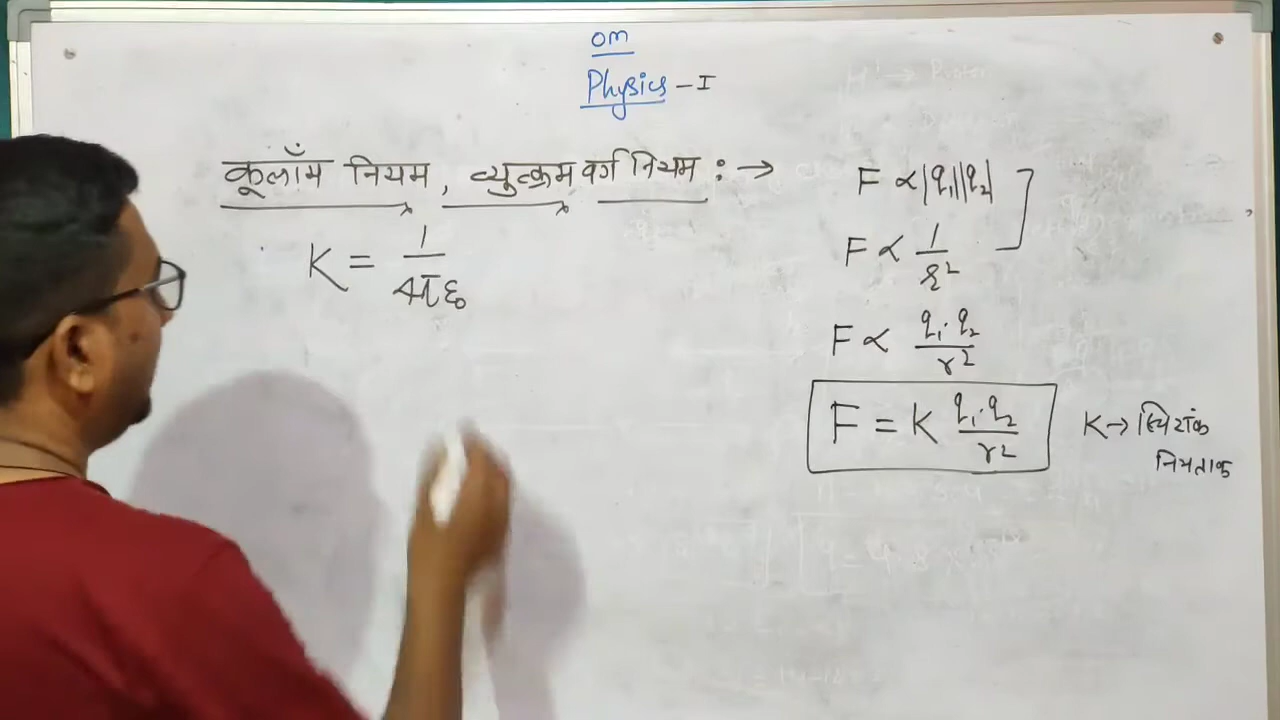 om
Physics - I
कूलॉम नियम, व्युत्क्रम वर्ग नियम : →
K = 1/4πε₀
F ∝ |q₁||q₂|
F ∝ 1/r²
F ∝ q₁·q₂/r²
F = K q₁·q₂/r²
K → स्थिरांक
नियतांक